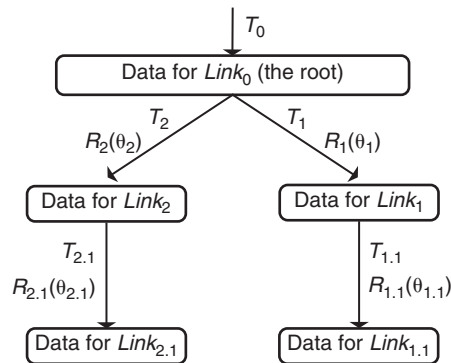 T₀
Data for Link₀ (the root)
T₂ T₁
R₂(θ₂) R₁(θ₁)
Data for Link₂ Data for Link₁
T₂.₁ T₁.₁
R₂.₁(θ₂.₁) R₁.₁(θ₁.₁)
Data for Link₂.₁ Data for Link₁.₁